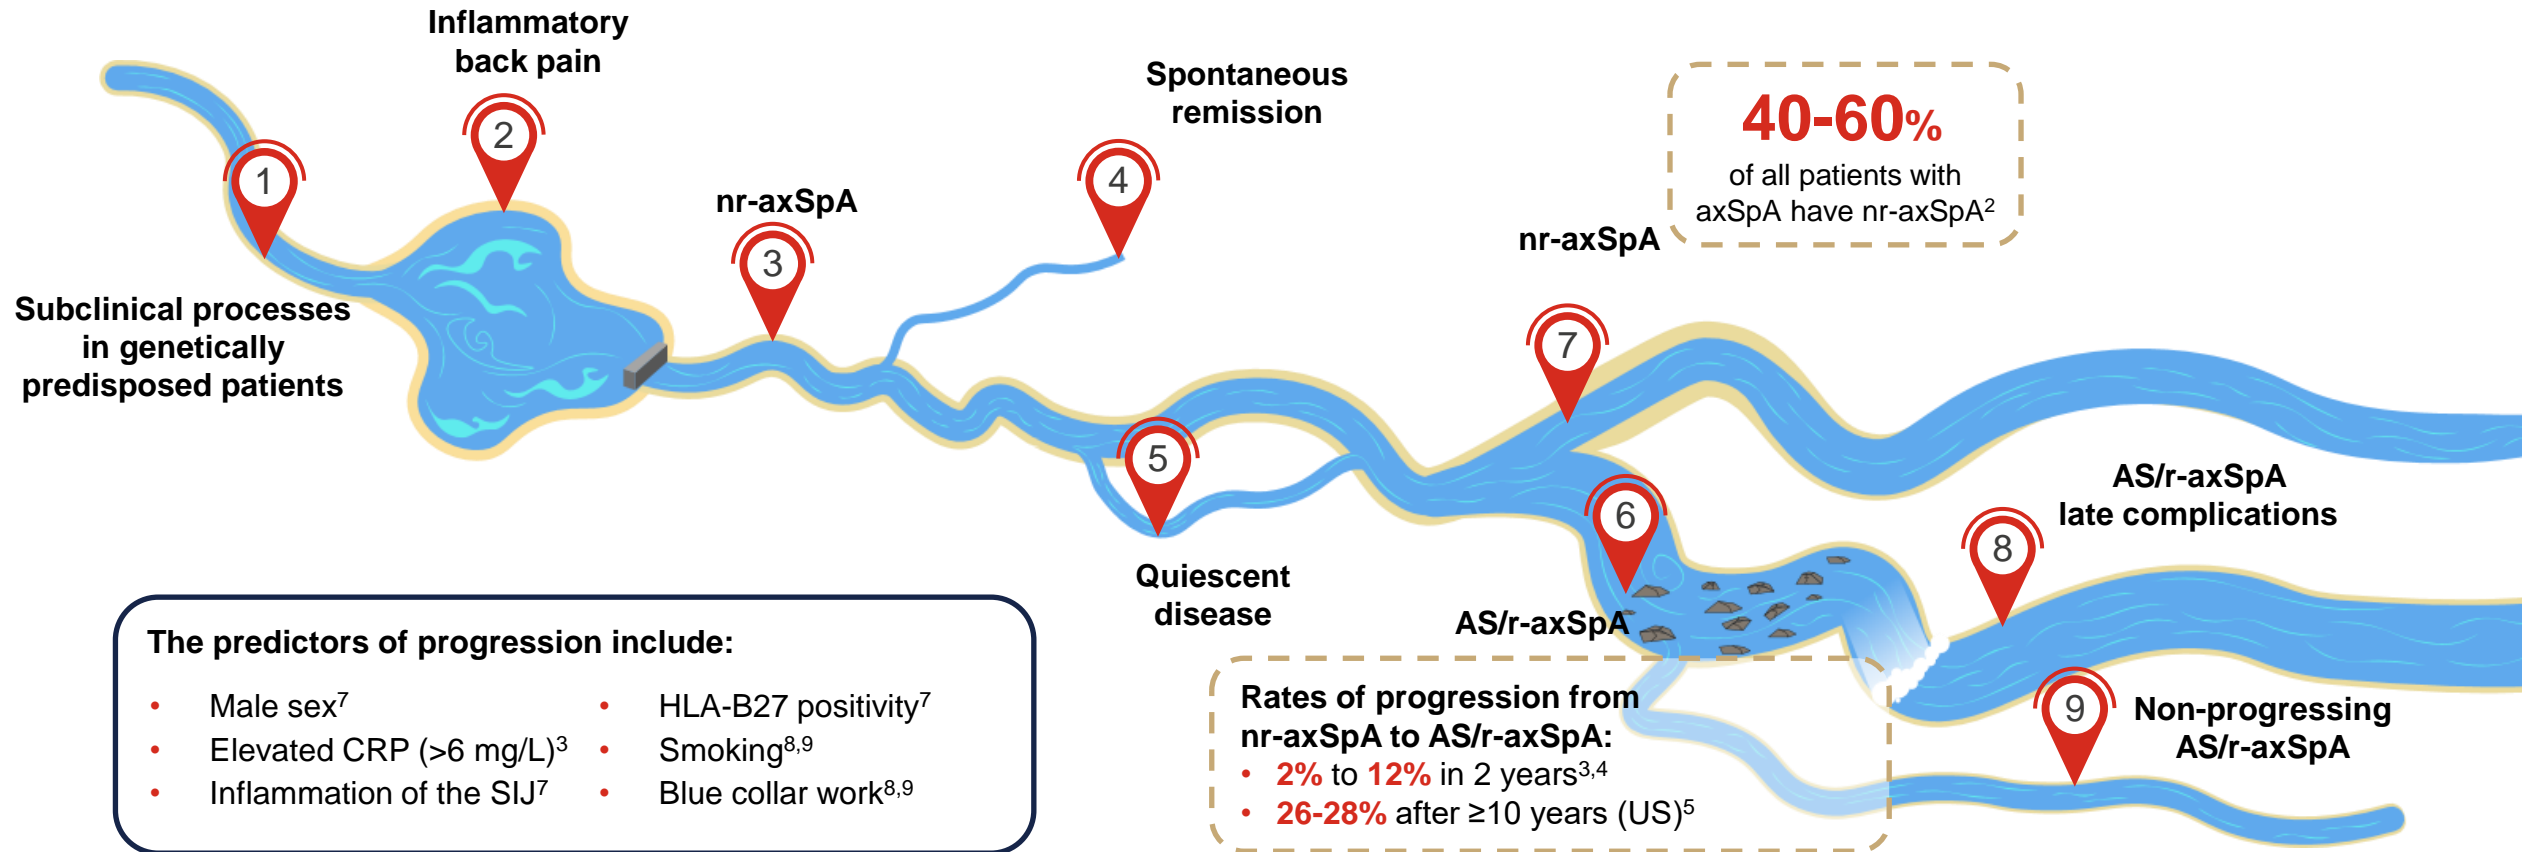 Inflammatory
back pain
2
1
Subclinical processes
in genetically
predisposed patients
nr-axSpA
3
Spontaneous
remission
4
5
Quiescent
disease
40-60%
of all patients with
axSpA have nr-axSpA²
nr-axSpA
7
6
AS/r-axSpA
AS/r-axSpA
late complications
8
9
Non-progressing
AS/r-axSpA
The predictors of progression include:
• Male sex⁷
• Elevated CRP (>6 mg/L)³
• Inflammation of the SIJ⁷
• HLA-B27 positivity⁷
• Smoking⁸,⁹
• Blue collar work⁸,⁹
Rates of progression from
nr-axSpA to AS/r-axSpA:
• 2% to 12% in 2 years³,⁴
• 26-28% after ≥10 years (US)⁵